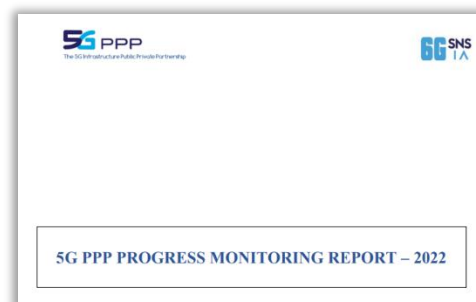 5G PPP
The 5G Infrastructure Public Private Partnership
6G SNS
IA
5G PPP PROGRESS MONITORING REPORT – 2022